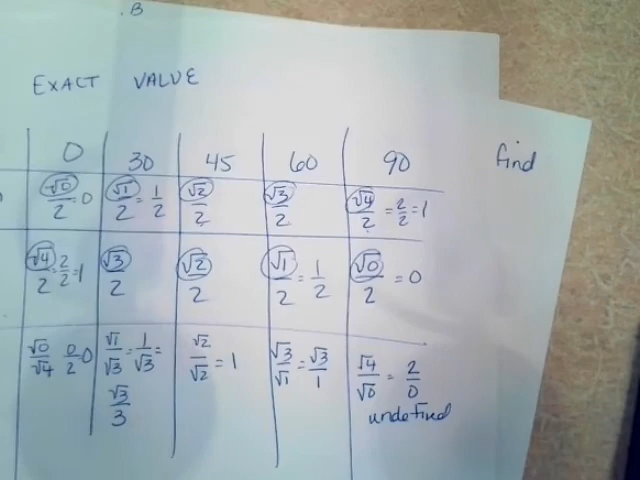 .B
EXACT VALUE
0 30 45 60 90 find
√0/2=0 √1/2=1/2 √2/2 √3/2 √4/2=2/2=1
√4/2=2/2=1 √3/2 √2/2 √1/2=1/2 √0/2=0
√0/√4 0/2 0 √1/√3=1/√3= √2/√2=1 √3/√1=√3/1 √4/√0=2/0
√3/3 undefined